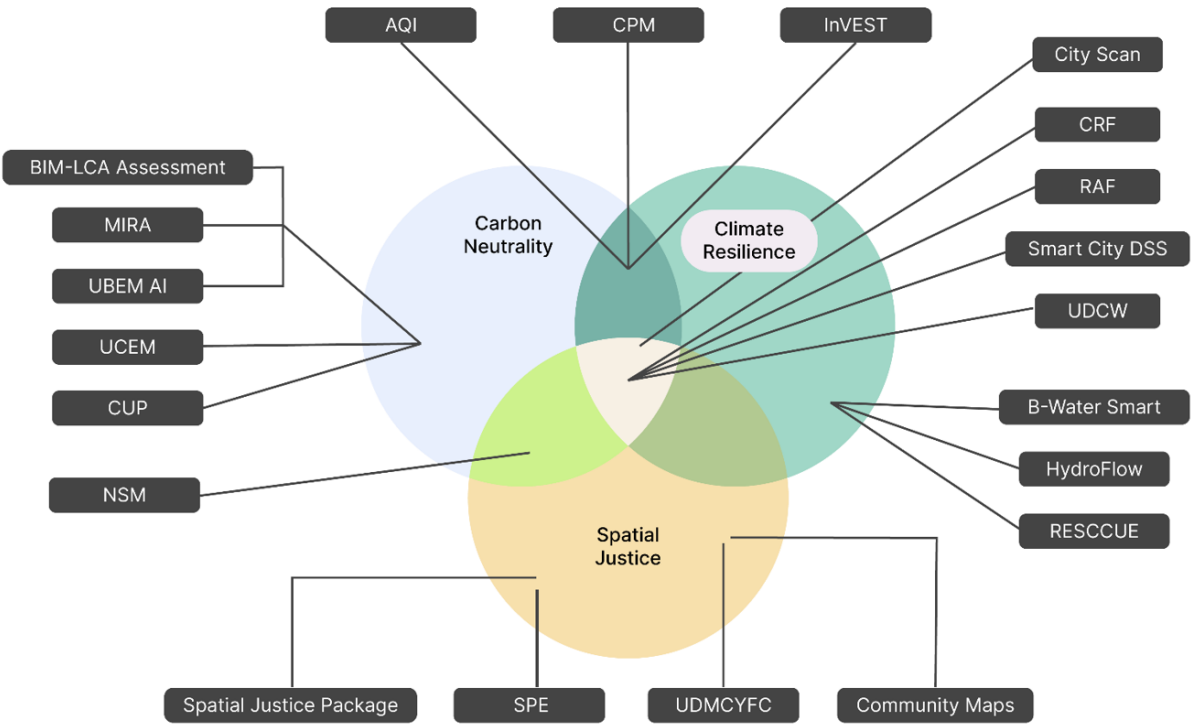 AQI
CPM
InVEST
City Scan
CRF
RAF
Smart City DSS
UDCW
B-Water Smart
HydroFlow
RESCCUE
BIM-LCA Assessment
MIRA
UBEM AI
UCEM
CUP
NSM
Carbon
Neutrality
Climate
Resilience
Spatial
Justice
Spatial Justice Package
SPE
UDMCYFC
Community Maps